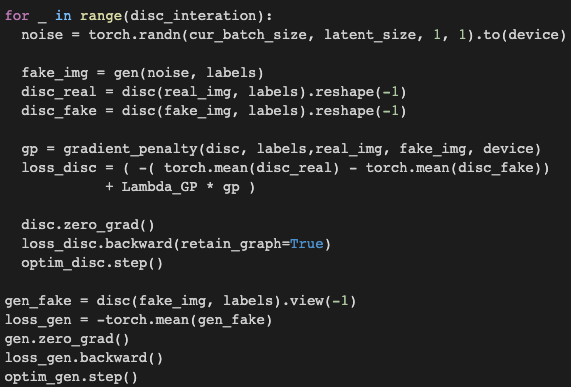 for _ in range(disc_interation):
  noise = torch.randn(cur_batch_size, latent_size, 1, 1).to(device)

  fake_img = gen(noise, labels)
  disc_real = disc(real_img, labels).reshape(-1)
  disc_fake = disc(fake_img, labels).reshape(-1)

  gp = gradient_penalty(disc, labels,real_img, fake_img, device)
  loss_disc = ( -( torch.mean(disc_real) - torch.mean(disc_fake))
            + Lambda_GP * gp )

  disc.zero_grad()
  loss_disc.backward(retain_graph=True)
  optim_disc.step()

gen_fake = disc(fake_img, labels).view(-1)
loss_gen = -torch.mean(gen_fake)
gen.zero_grad()
loss_gen.backward()
optim_gen.step()